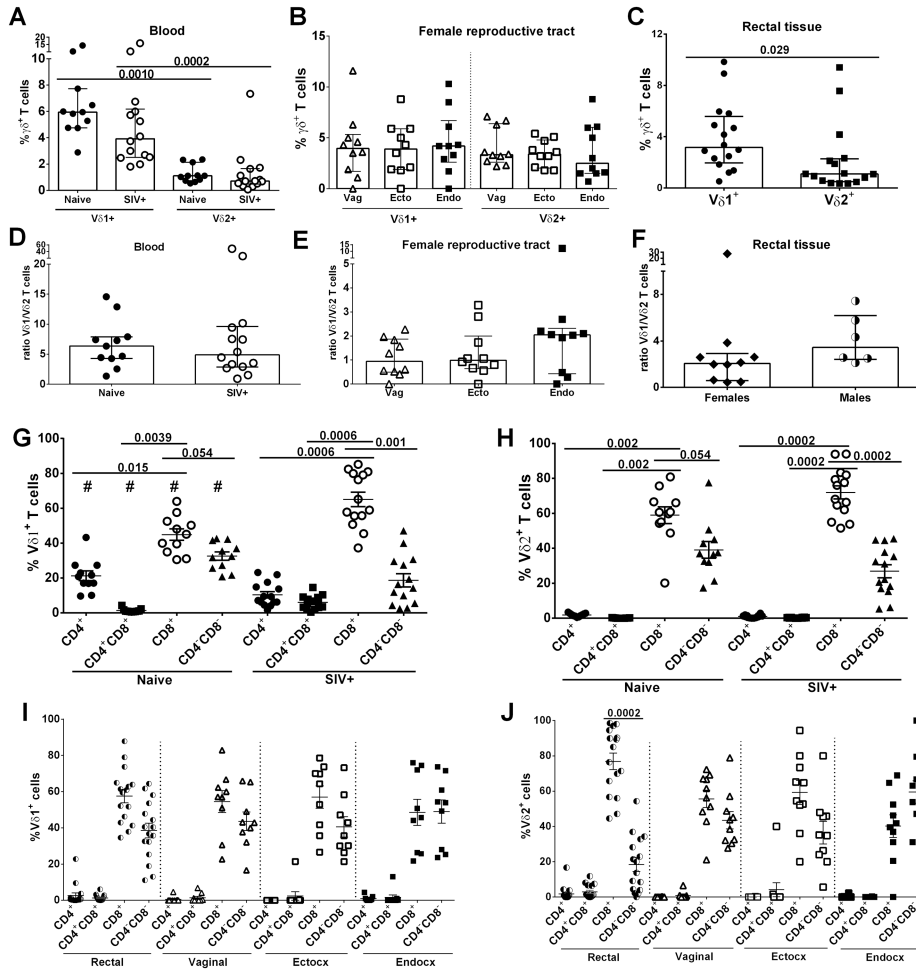 A
Blood
% γδ⁺ T cells
20
15
10
8
6
4
2
0
0.0002
0.0010
Naive SIV+ Naive SIV+
Vδ1+ Vδ2+
B
Female reproductive tract
% γδ⁺ T cells
15
10
5
0
Vag Ecto Endo Vag Ecto Endo
Vδ1+ Vδ2+
C
Rectal tissue
% γδ⁺ T cells
12
9
6
3
0
0.029
Vδ1⁺ Vδ2⁺
D
Blood
ratio Vδ1/Vδ2 T cells
60
40
20
15
10
5
0
Naive SIV+
E
Female reproductive tract
ratio Vδ1/Vδ2 T cells
15
10
5
4
3
2
1
0
Vag Ecto Endo
F
Rectal tissue
ratio Vδ1/Vδ2 T cells
30
20
8
6
4
2
0
Females Males
G
% Vδ1⁺ T cells
100
80
60
40
20
0
0.0039
0.054
0.015
# # # #
0.0006
0.0006
0.001
CD4⁺ CD4⁺CD8⁺ CD8⁺ CD4⁻CD8⁻ CD4⁺ CD4⁺CD8⁺ CD8⁺ CD4⁻CD8⁻
Naive SIV+
H
% Vδ2⁺ T cells
100
80
60
40
20
0
0.002
0.054
0.002
0.0002
0.0002
0.0002
CD4⁺ CD4⁺CD8⁺ CD8⁺ CD4⁻CD8⁻ CD4⁺ CD4⁺CD8⁺ CD8⁺ CD4⁻CD8⁻
Naive SIV+
I
%Vδ1⁺ cells
100
80
60
40
20
0
CD4⁺ CD4⁺CD8⁺ CD8⁺ CD4⁻CD8⁻ CD4⁺ CD4⁺CD8⁺ CD8⁺ CD4⁻CD8⁻ CD4⁺ CD4⁺CD8⁺ CD8⁺ CD4⁻CD8⁻ CD4⁺ CD4⁺CD8⁺ CD8⁺ CD4⁻CD8⁻
Rectal Vaginal Ectocx Endocx
J
%Vδ2⁺ cells
100
80
60
40
20
0
0.0002
CD4⁺ CD4⁺CD8⁺ CD8⁺ CD4⁻CD8⁻ CD4⁺ CD4⁺CD8⁺ CD8⁺ CD4⁻CD8⁻ CD4⁺ CD4⁺CD8⁺ CD8⁺ CD4⁻CD8⁻ CD4⁺ CD4⁺CD8⁺ CD8⁺ CD4⁻CD8
Rectal Vaginal Ectocx Endocx